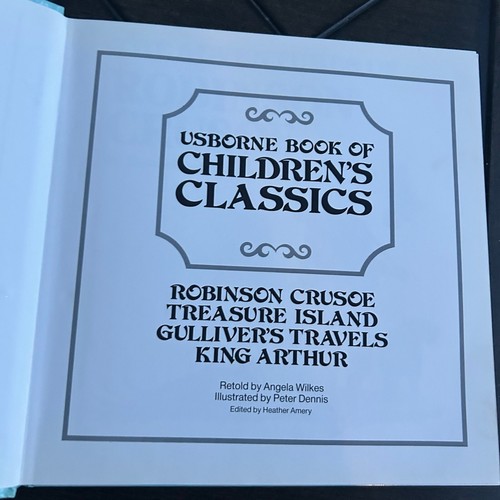 USBORNE BOOK OF
CHILDREN'S
CLASSICS
ROBINSON CRUSOE
TREASURE ISLAND
GULLIVER'S TRAVELS
KING ARTHUR
Retold by Angela Wilkes
Illustrated by Peter Dennis
Edited by Heather Amery